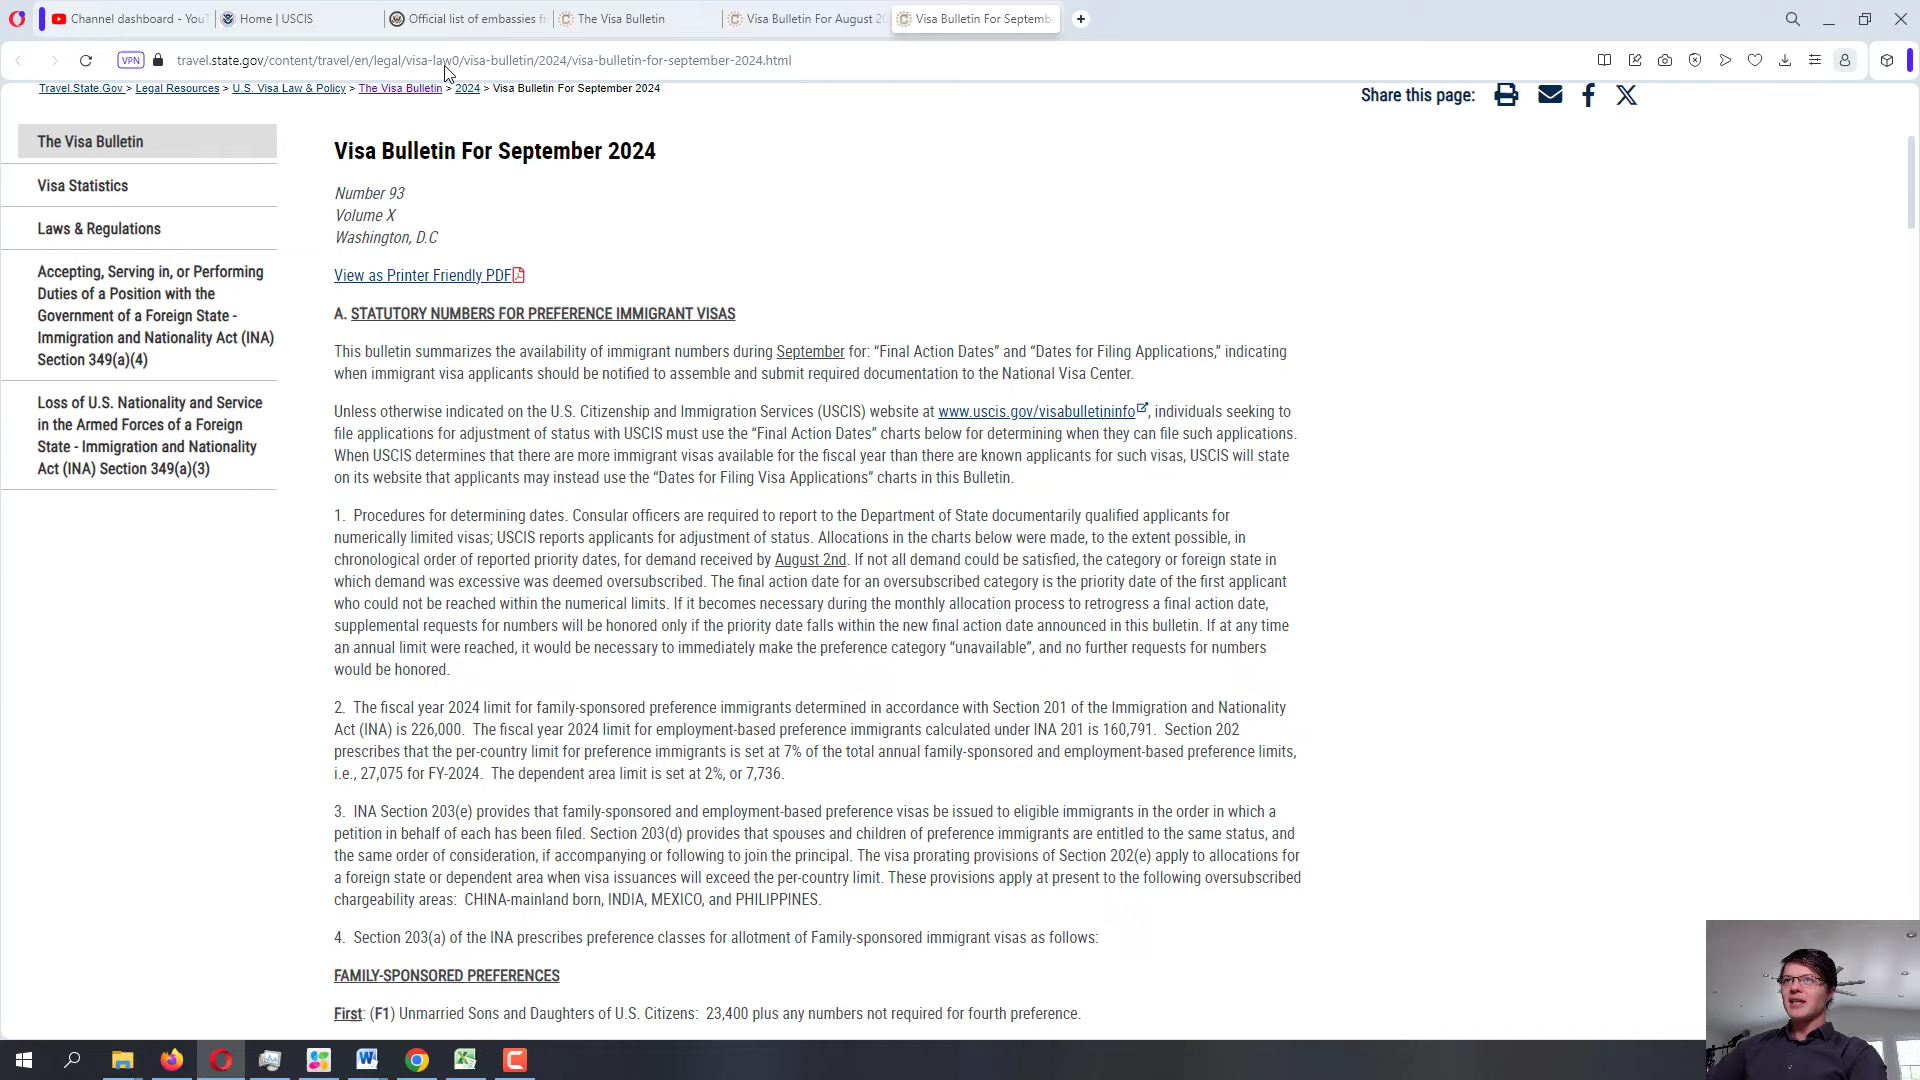 Channel dashboard - YouT
Home | USCIS
Official list of embassies f
The Visa Bulletin
Visa Bulletin For August 2
Visa Bulletin For Septemb
VPN
travel.state.gov/content/travel/en/legal/visa-law0/visa-bulletin/2024/visa-bulletin-for-september-2024.html
Travel.State.Gov > Legal Resources > U.S. Visa Law & Policy > The Visa Bulletin > 2024 > Visa Bulletin For September 2024
Share this page:
The Visa Bulletin
Visa Statistics
Laws & Regulations
Accepting, Serving in, or Performing
Duties of a Position with the
Government of a Foreign State -
Immigration and Nationality Act (INA)
Section 349(a)(4)
Loss of U.S. Nationality and Service
in the Armed Forces of a Foreign
State - Immigration and Nationality
Act (INA) Section 349(a)(3)
Visa Bulletin For September 2024
Number 93
Volume X
Washington, D.C
View as Printer Friendly PDF
A. STATUTORY NUMBERS FOR PREFERENCE IMMIGRANT VISAS
This bulletin summarizes the availability of immigrant numbers during September for: “Final Action Dates” and “Dates for Filing Applications,” indicating
when immigrant visa applicants should be notified to assemble and submit required documentation to the National Visa Center.
Unless otherwise indicated on the U.S. Citizenship and Immigration Services (USCIS) website at www.uscis.gov/visabulletininfo, individuals seeking to
file applications for adjustment of status with USCIS must use the “Final Action Dates” charts below for determining when they can file such applications.
When USCIS determines that there are more immigrant visas available for the fiscal year than there are known applicants for such visas, USCIS will state
on its website that applicants may instead use the “Dates for Filing Visa Applications” charts in this Bulletin.
1. Procedures for determining dates. Consular officers are required to report to the Department of State documentarily qualified applicants for
numerically limited visas; USCIS reports applicants for adjustment of status. Allocations in the charts below were made, to the extent possible, in
chronological order of reported priority dates, for demand received by August 2nd. If not all demand could be satisfied, the category or foreign state in
which demand was excessive was deemed oversubscribed. The final action date for an oversubscribed category is the priority date of the first applicant
who could not be reached within the numerical limits. If it becomes necessary during the monthly allocation process to retrogress a final action date,
supplemental requests for numbers will be honored only if the priority date falls within the new final action date announced in this bulletin. If at any time
an annual limit were reached, it would be necessary to immediately make the preference category “unavailable”, and no further requests for numbers
would be honored.
2. The fiscal year 2024 limit for family-sponsored preference immigrants determined in accordance with Section 201 of the Immigration and Nationality
Act (INA) is 226,000. The fiscal year 2024 limit for employment-based preference immigrants calculated under INA 201 is 160,791. Section 202
prescribes that the per-country limit for preference immigrants is set at 7% of the total annual family-sponsored and employment-based preference limits,
i.e., 27,075 for FY-2024. The dependent area limit is set at 2%, or 7,736.
3. INA Section 203(e) provides that family-sponsored and employment-based preference visas be issued to eligible immigrants in the order in which a
petition in behalf of each has been filed. Section 203(d) provides that spouses and children of preference immigrants are entitled to the same status, and
the same order of consideration, if accompanying or following to join the principal. The visa prorating provisions of Section 202(e) apply to allocations for
a foreign state or dependent area when visa issuances will exceed the per-country limit. These provisions apply at present to the following oversubscribed
chargeability areas: CHINA-mainland born, INDIA, MEXICO, and PHILIPPINES.
4. Section 203(a) of the INA prescribes preference classes for allotment of Family-sponsored immigrant visas as follows:
FAMILY-SPONSORED PREFERENCES
First: (F1) Unmarried Sons and Daughters of U.S. Citizens: 23,400 plus any numbers not required for fourth preference.